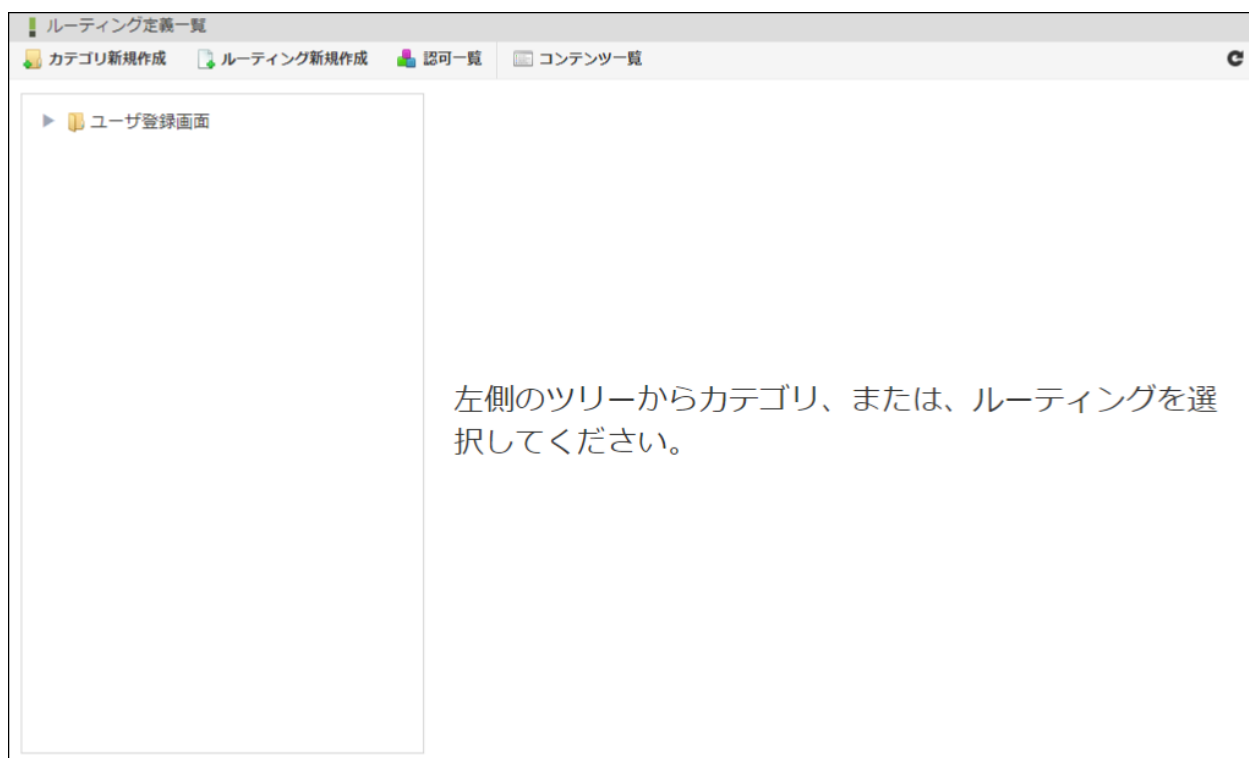 ルーティング定義一覧
カテゴリ新規作成 ルーティング新規作成 認可一覧 コンテンツ一覧
ユーザ登録画面
左側のツリーからカテゴリ、または、ルーティングを選
択してください。